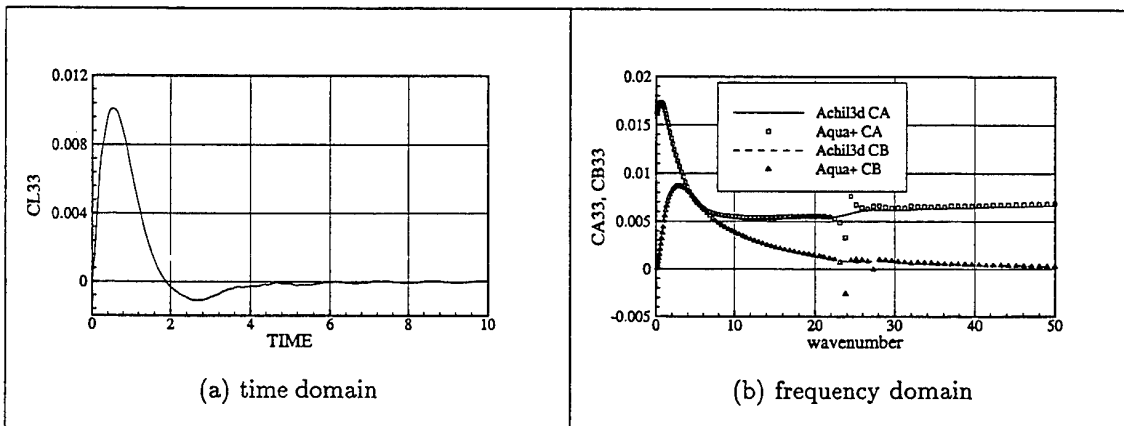 0.012
0.008
0.004
0
CL33
0 2 4 6 8 10
TIME
(a) time domain
0.02
0.015
0.01
0.005
0
-0.005
CA33, CB33
Achil3d CA
Aqua+ CA
Achil3d CB
Aqua+ CB
0 10 20 30 40 50
wavenumber
(b) frequency domain